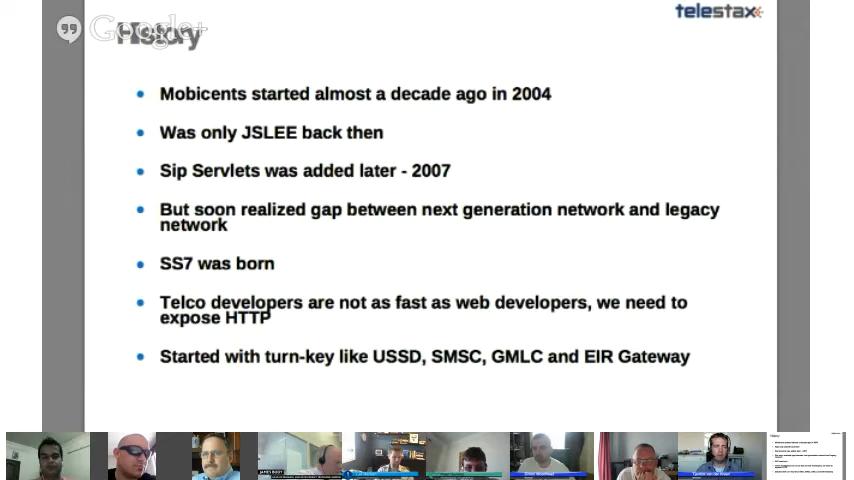 Google+
telestax
History
Mobicents started almost a decade ago in 2004
Was only JSLEE back then
Sip Servlets was added later - 2007
But soon realized gap between next generation network and legacy
network
SS7 was born
Telco developers are not as fast as web developers, we need to
expose HTTP
Started with turn-key like USSD, SMSC, GMLC and EIR Gateway
JAMES BODY